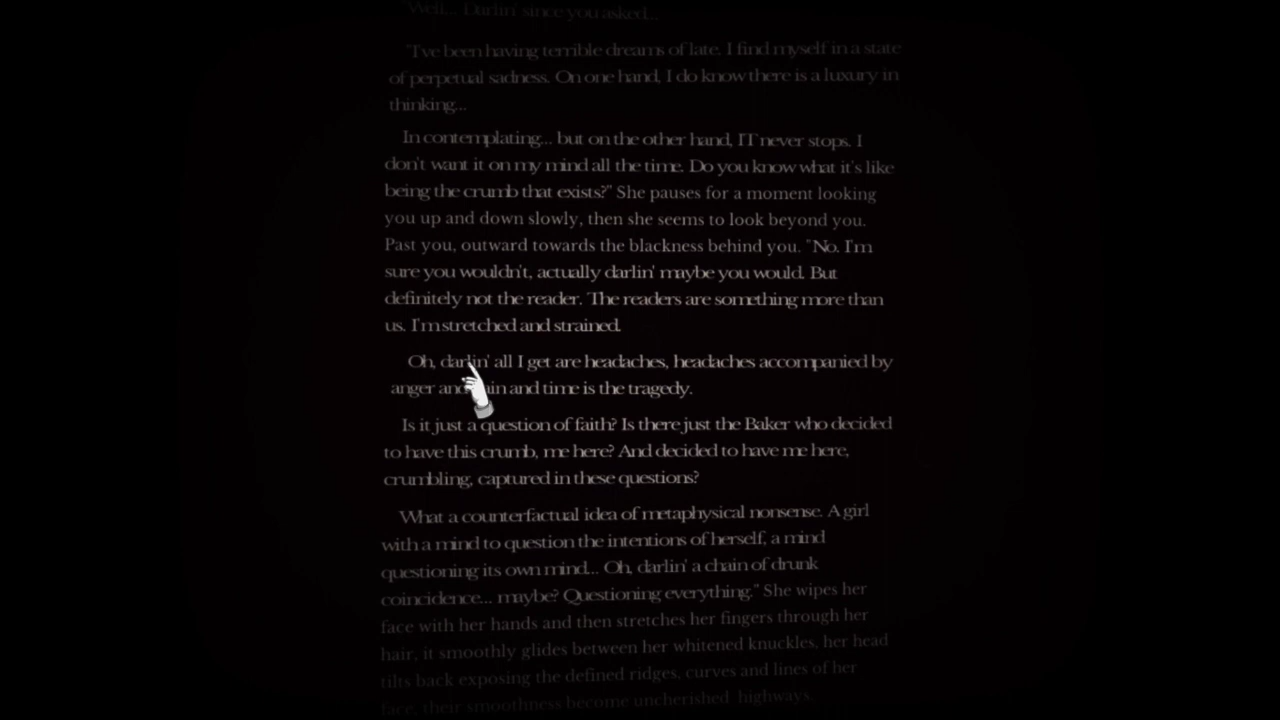 "Well... Darlin' since you asked...
"I've been having terrible dreams of late. I find myself in a state
of perpetual sadness. On one hand, I do know there is a luxury in
thinking...
In contemplating... but on the other hand, IT never stops. I
don't want it on my mind all the time. Do you know what it's like
being the crumb that exists?" She pauses for a moment looking
you up and down slowly, then she seems to look beyond you.
Past you, outward towards the blackness behind you. "No. I'm
sure you wouldn't, actually darlin' maybe you would. But
definitely not the reader. The readers are something more than
us. I'm stretched and strained.
Oh, darlin' all I get are headaches, headaches accompanied by
anger and pain and time is the tragedy.
Is it just a question of faith? Is there just the Baker who decided
to have this crumb, me here? And decided to have me here,
crumbling, captured in these questions?
What a counterfactual idea of metaphysical nonsense. A girl
with a mind to question the intentions of herself, a mind
questioning its own mind... Oh, darlin' a chain of drunk
coincidence... maybe? Questioning everything." She wipes her
face with her hands and then stretches her fingers through her
hair, it smoothly glides between her whitened knuckles, her head
tilts back exposing the defined ridges, curves and lines of her
face, their smoothness become uncherished highways.